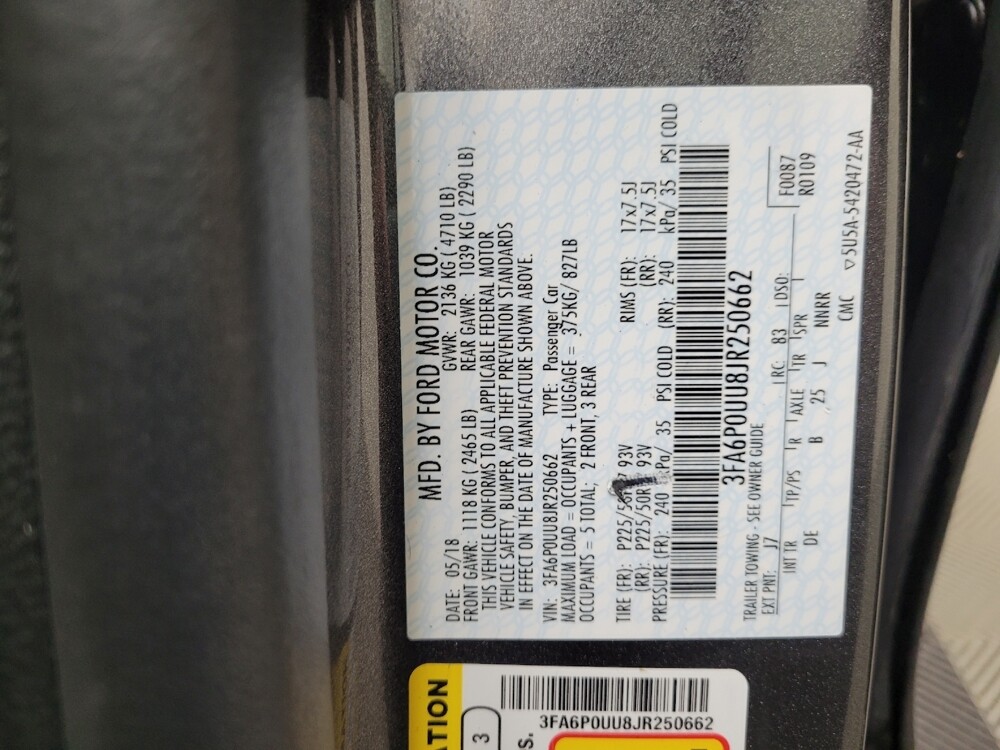 MFD. BY FORD MOTOR CO.
DATE: 05/18 GVWR: 2136 KG ( 4710 LB)
FRONT GAWR: 1118 KG ( 2465 LB) REAR GAWR: 1039 KG ( 2290 LB)
THIS VEHICLE CONFORMS TO ALL APPLICABLE FEDERAL MOTOR
VEHICLE SAFETY, BUMPER, AND THEFT PREVENTION STANDARDS
IN EFFECT ON THE DATE OF MANUFACTURE SHOWN ABOVE.
VIN: 3FA6P0UU8JR250662 TYPE: Passenger Car
MAXIMUM LOAD = OCCUPANTS + LUGGAGE = 375KG/ 827LB
OCCUPANTS = 5 TOTAL; 2 FRONT, 3 REAR
TIRE (FR): 93V RIMS (FR): 17x7.5J
(RR): 93V (RR): 17x7.5J
PRESSURE (FR): 240 kPa/ 35 PSI COLD (RR): 240 kPa/ 35 PSI COLD
3FA6P0UU8JR250662
TRAILER TOWING - SEE OWNER GUIDE
EXT PNT: J7 RC: 83 DSO: F0087
R0109
INT TR TP/PS R AXLE TR SPR
DE B 25 J NNRR
CMC ▽5U5A-5420472-AA
ATION
3
S.
3FA6P0UU8JR250662